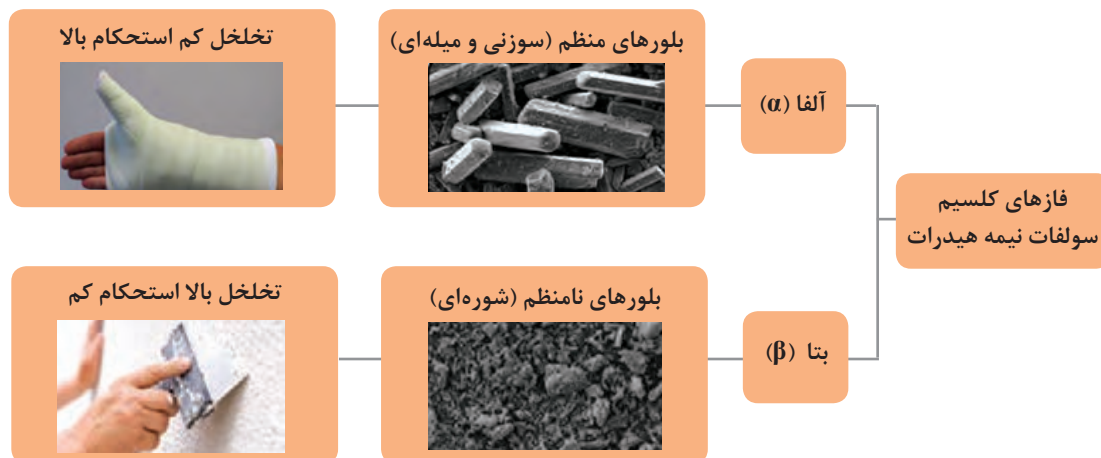 فازهای کلسیم
سولفات نیمه هیدرات
آلفا (α)
بلورهای منظم (سوزنی و میله‌ای)
تخلخل کم استحکام بالا
بتا (β)
بلورهای نامنظم (شوره‌ای)
تخلخل بالا استحکام کم